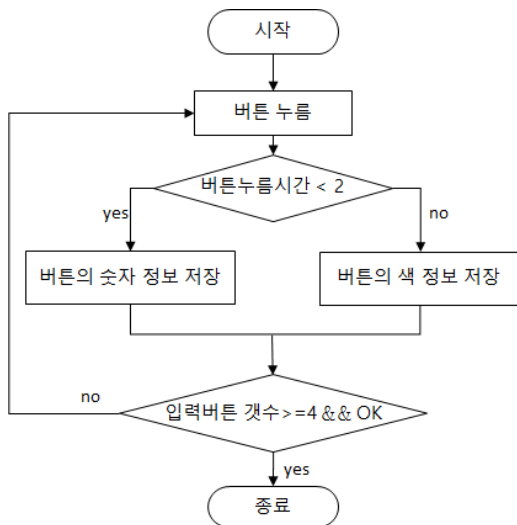 시작
버튼 누름
버튼누름시간 < 2
yes
no
버튼의 숫자 정보 저장
버튼의 색 정보 저장
no
입력버튼 갯수>=4 && OK
yes
종료